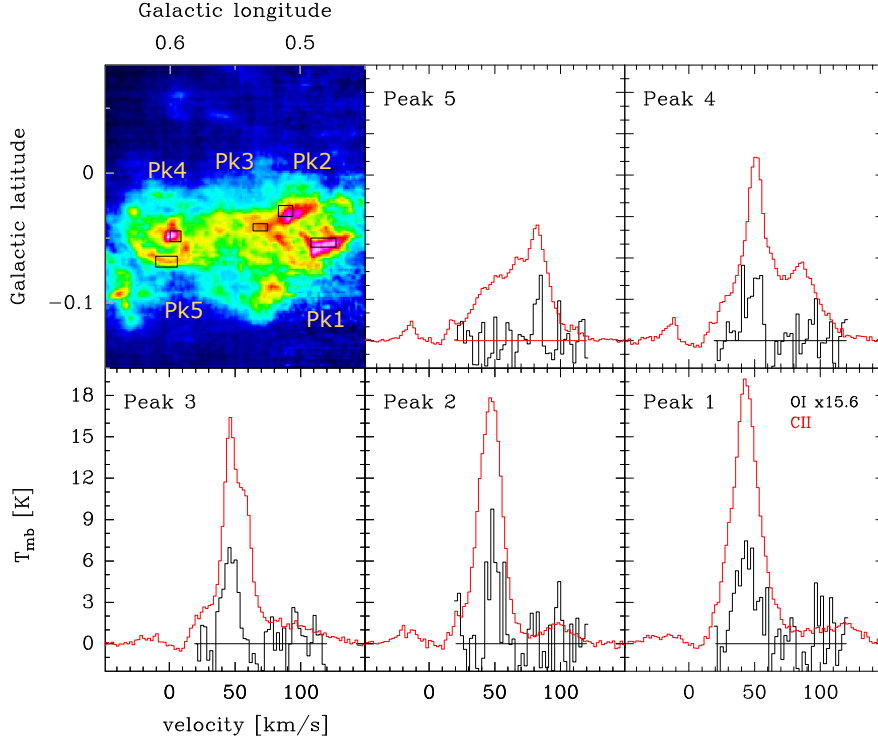 Galactic longitude
0.6 0.5
Galactic latitude
0
−0.1
Pk4
Pk3
Pk2
Pk5
Pk1
Peak 5
Peak 4
Peak 3
Peak 2
Peak 1
OI x15.6
CII
T_mb [K]
18
15
12
9
6
3
0
0 50 100
0 50 100
0 50 100
velocity [km/s]